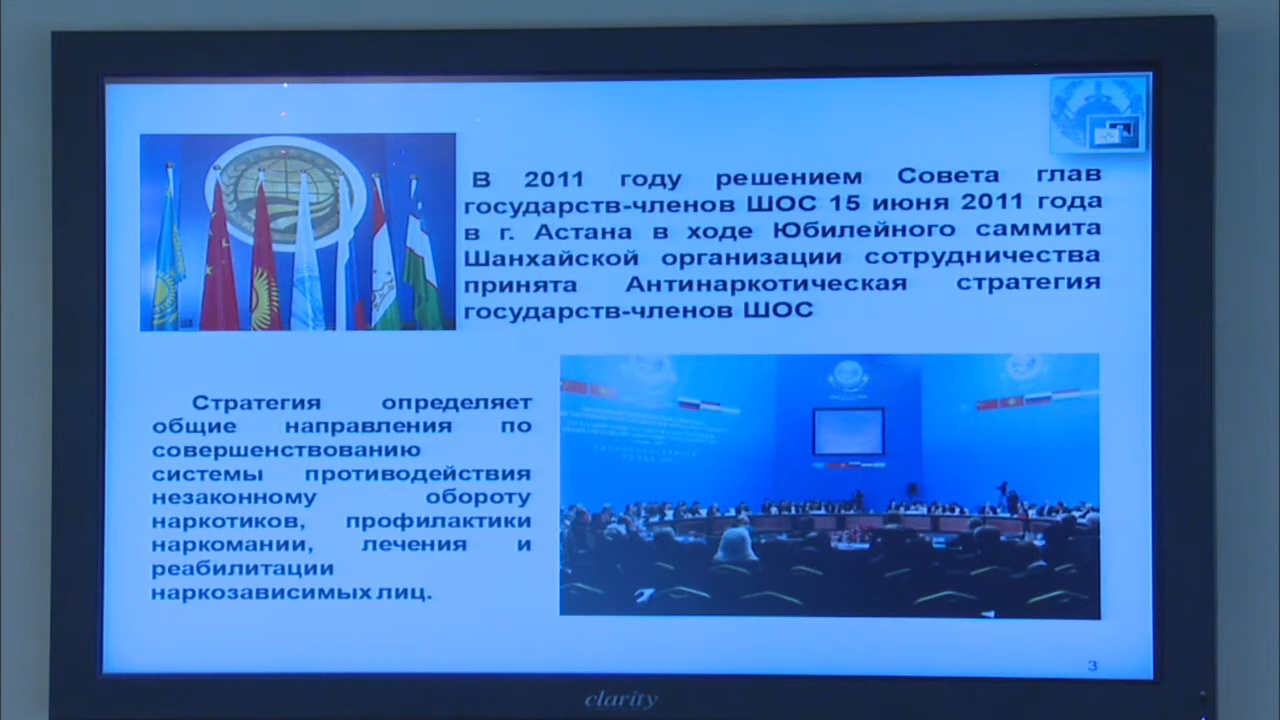 В 2011 году решением Совета глав
государств-членов ШОС 15 июня 2011 года
в г. Астана в ходе Юбилейного саммита
Шанхайской организации сотрудничества
принята Антинаркотическая стратегия
государств-членов ШОС
Стратегия определяет
общие направления по
совершенствованию
системы противодействия
незаконному обороту
наркотиков, профилактики
наркомании, лечения и
реабилитации
наркозависимых лиц.
3
clarity